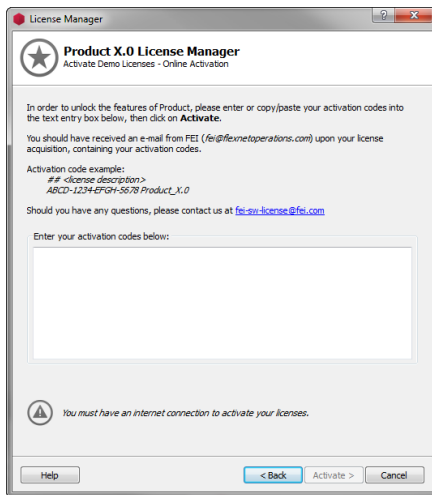 License Manager
Product X.0 License Manager
Activate Demo Licenses - Online Activation
In order to unlock the features of Product, please enter or copy/paste your activation codes into
the text entry box below, then click on Activate.
You should have received an e-mail from FEI (fei@flexnetoperations.com) upon your license
acquisition, containing your activation codes.
Activation code example:
## <license description>
ABCD-1234-EFGH-5678 Product_X.0
Should you have any questions, please contact us at fei-sw-license@fei.com
Enter your activation codes below:
You must have an internet connection to activate your licenses.
Help
< Back
Activate >
Cancel